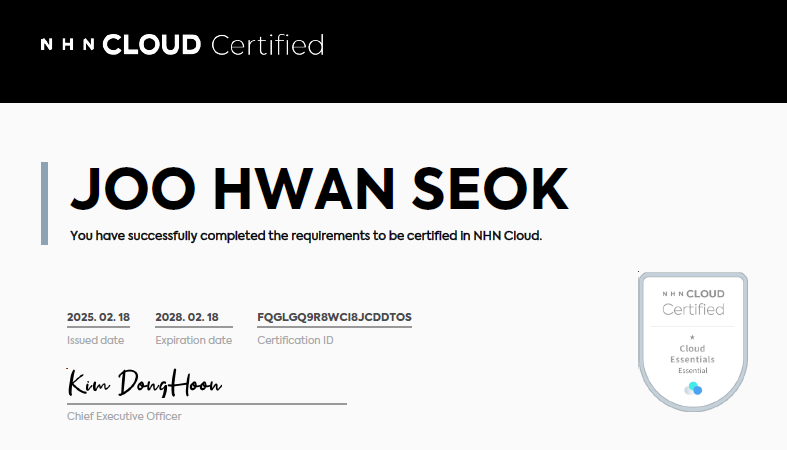 NHN CLOUD Certified
JOO HWAN SEOK
You have successfully completed the requirements to be certified in NHN Cloud.
2025. 02. 18
Issued date
2028. 02. 18
Expiration date
FQGLGQ9R8WCI8JCDDTOS
Certification ID
Kim DongHoon
Chief Executive Officer
NHN CLOUD
Certified
Cloud
Essentials
Essential